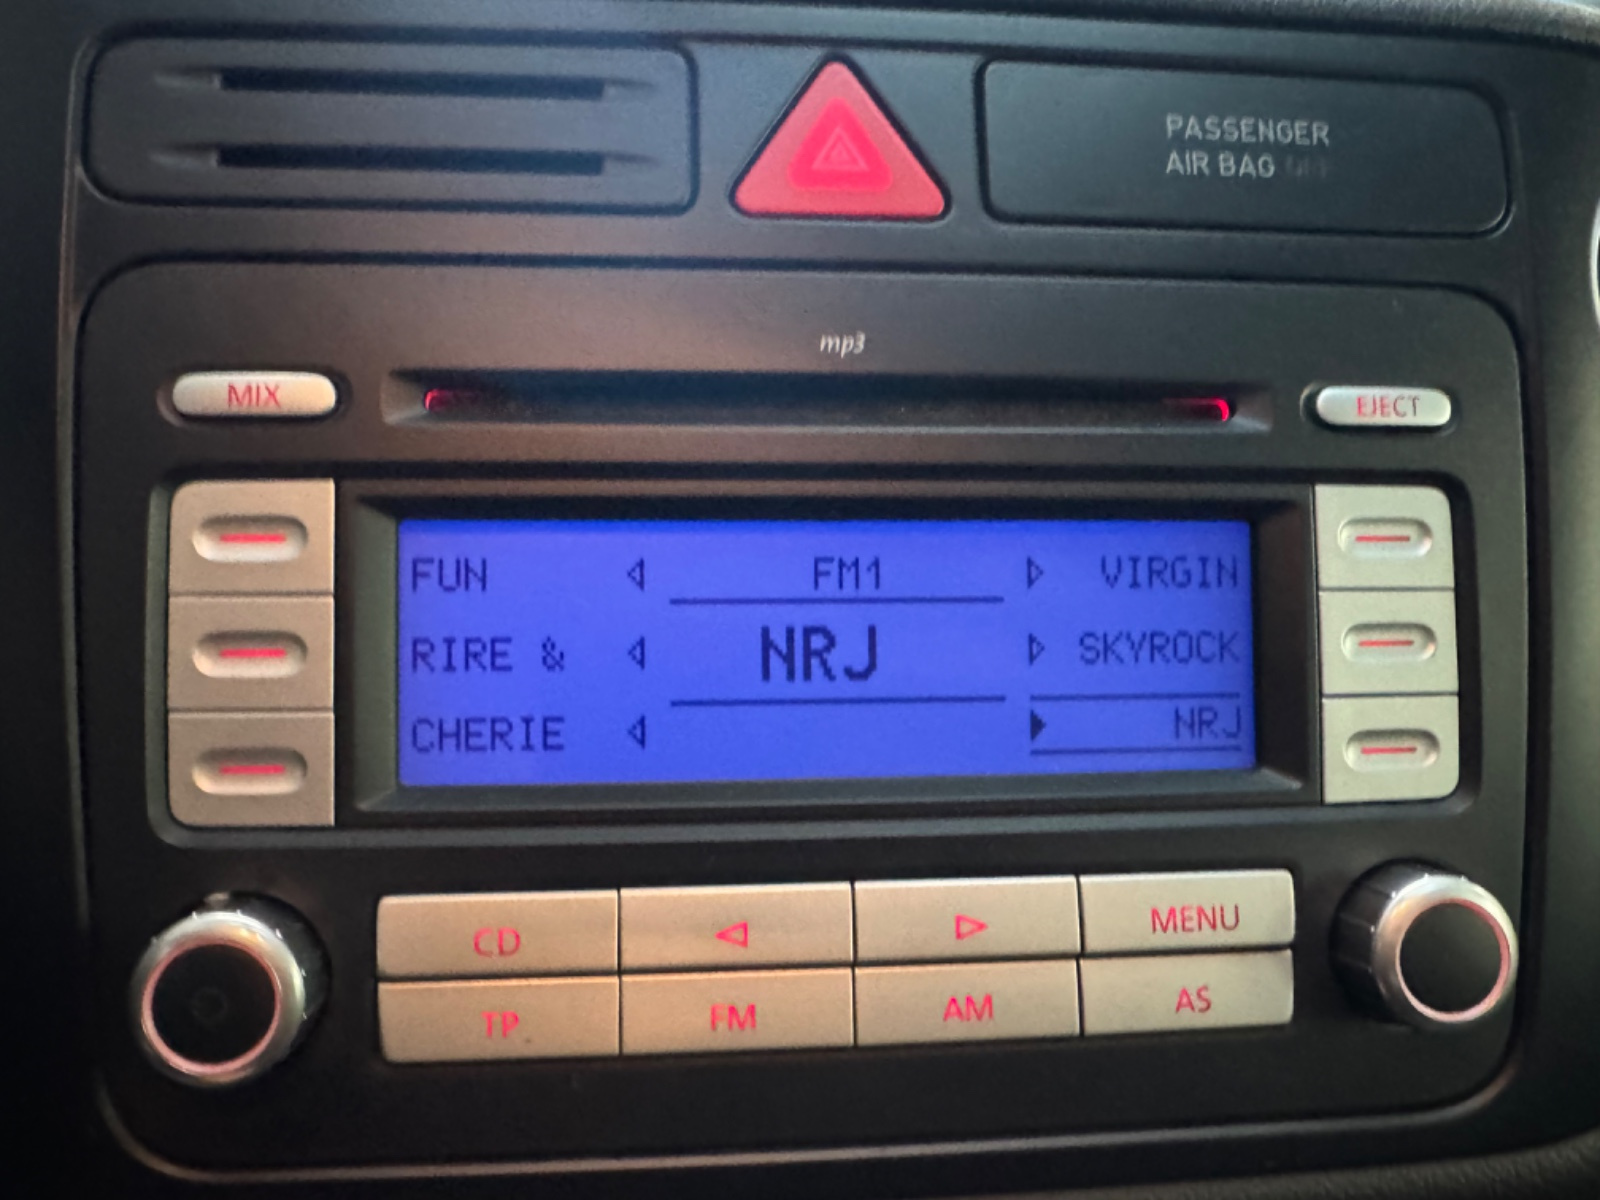 PASSENGER
AIR BAG OFF
mp3
MIX
EJECT
FUN FM1 VIRGIN
RIRE & NRJ SKYROCK
CHERIE NRJ
CD MENU
TP FM AM AS